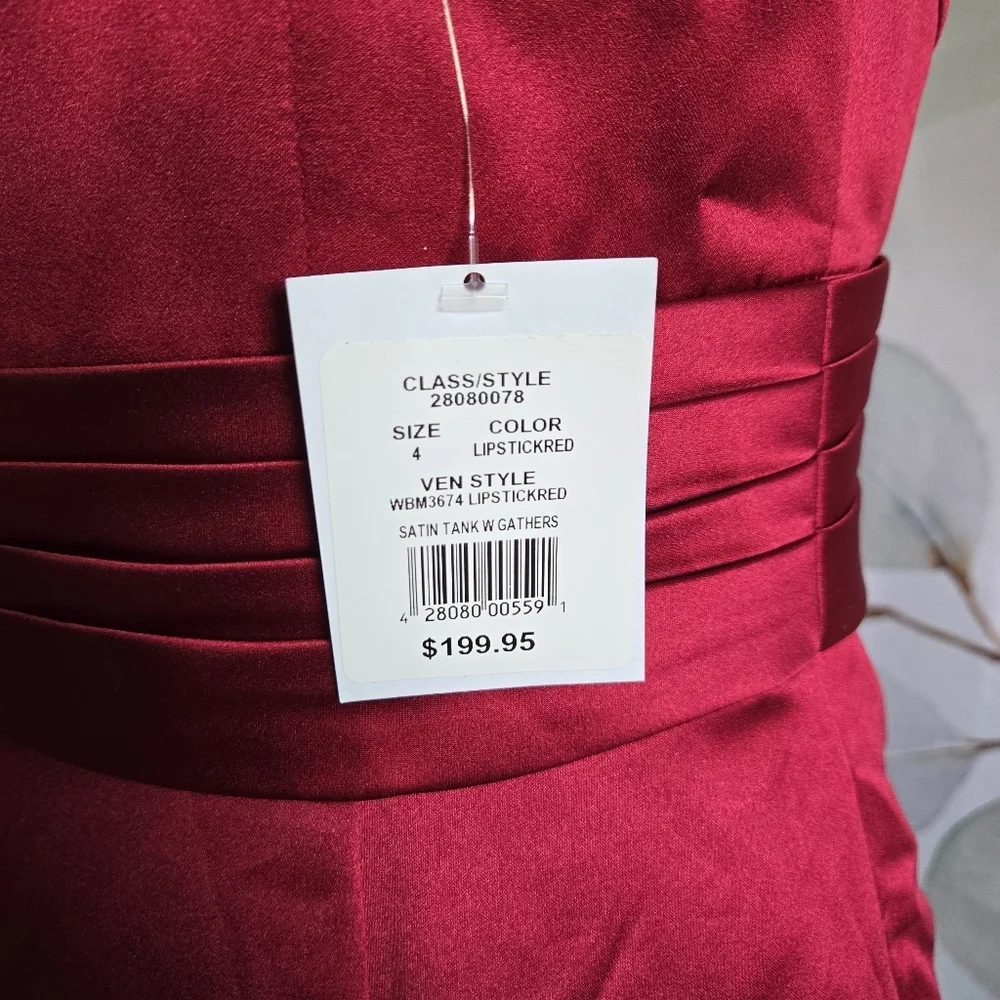 CLASS/STYLE
28080078
SIZE COLOR
4 LIPSTICKRED
VEN STYLE
WBM3674 LIPSTICKRED
SATIN TANK W GATHERS
4 28080 00559 1
$199.95